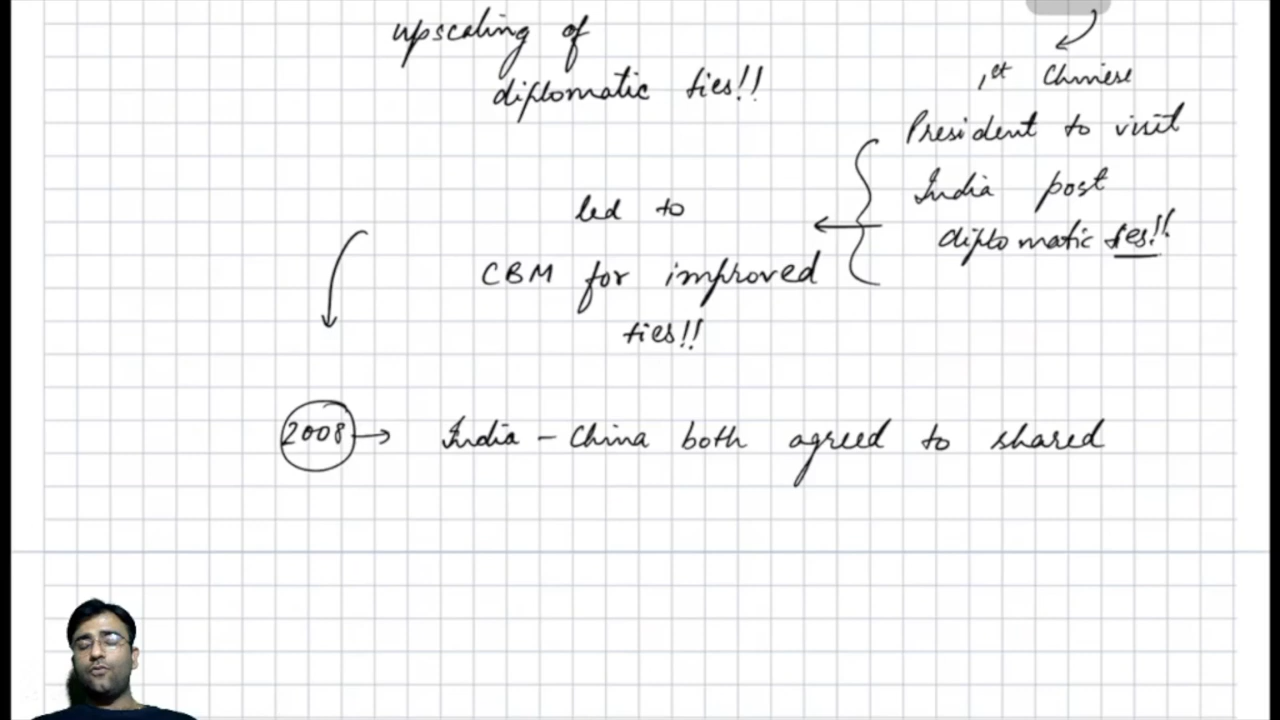 upscaling of
diplomatic ties!!
1st Chinese
President to visit
India post
diplomatic ties!!
led to
CBM for improved
ties!!
2008 → India - China both agreed to shared